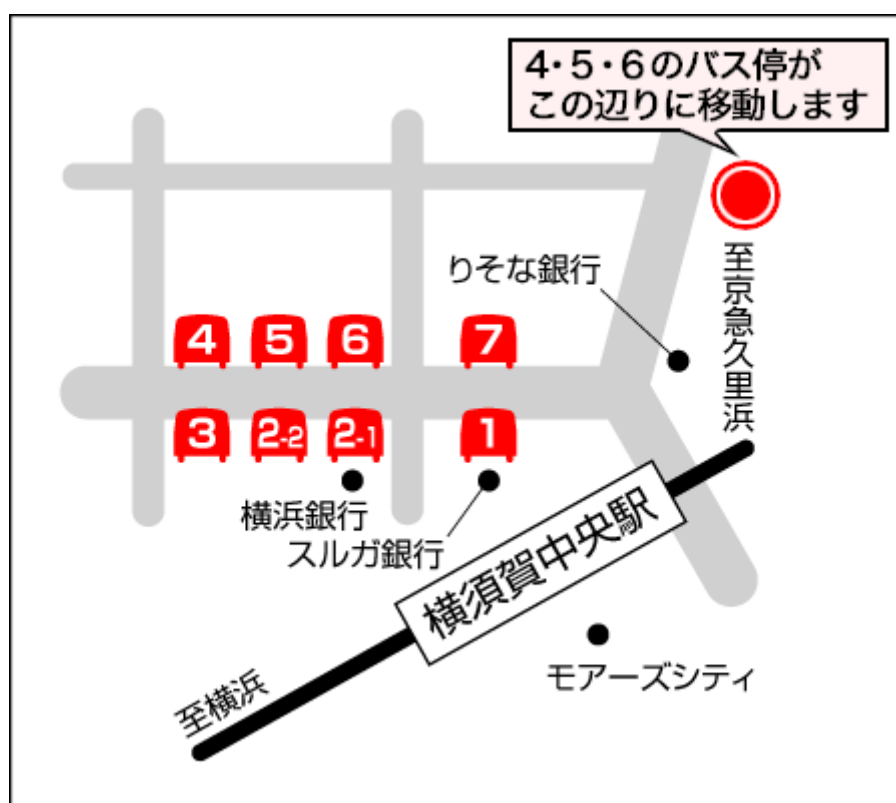 4・5・6のバス停が
この辺りに移動します
りそな銀行
至京急久里浜
4
5
6
7
3
2-2
2-1
1
横浜銀行
スルガ銀行
横須賀中央駅
モアーズシティ
至横浜